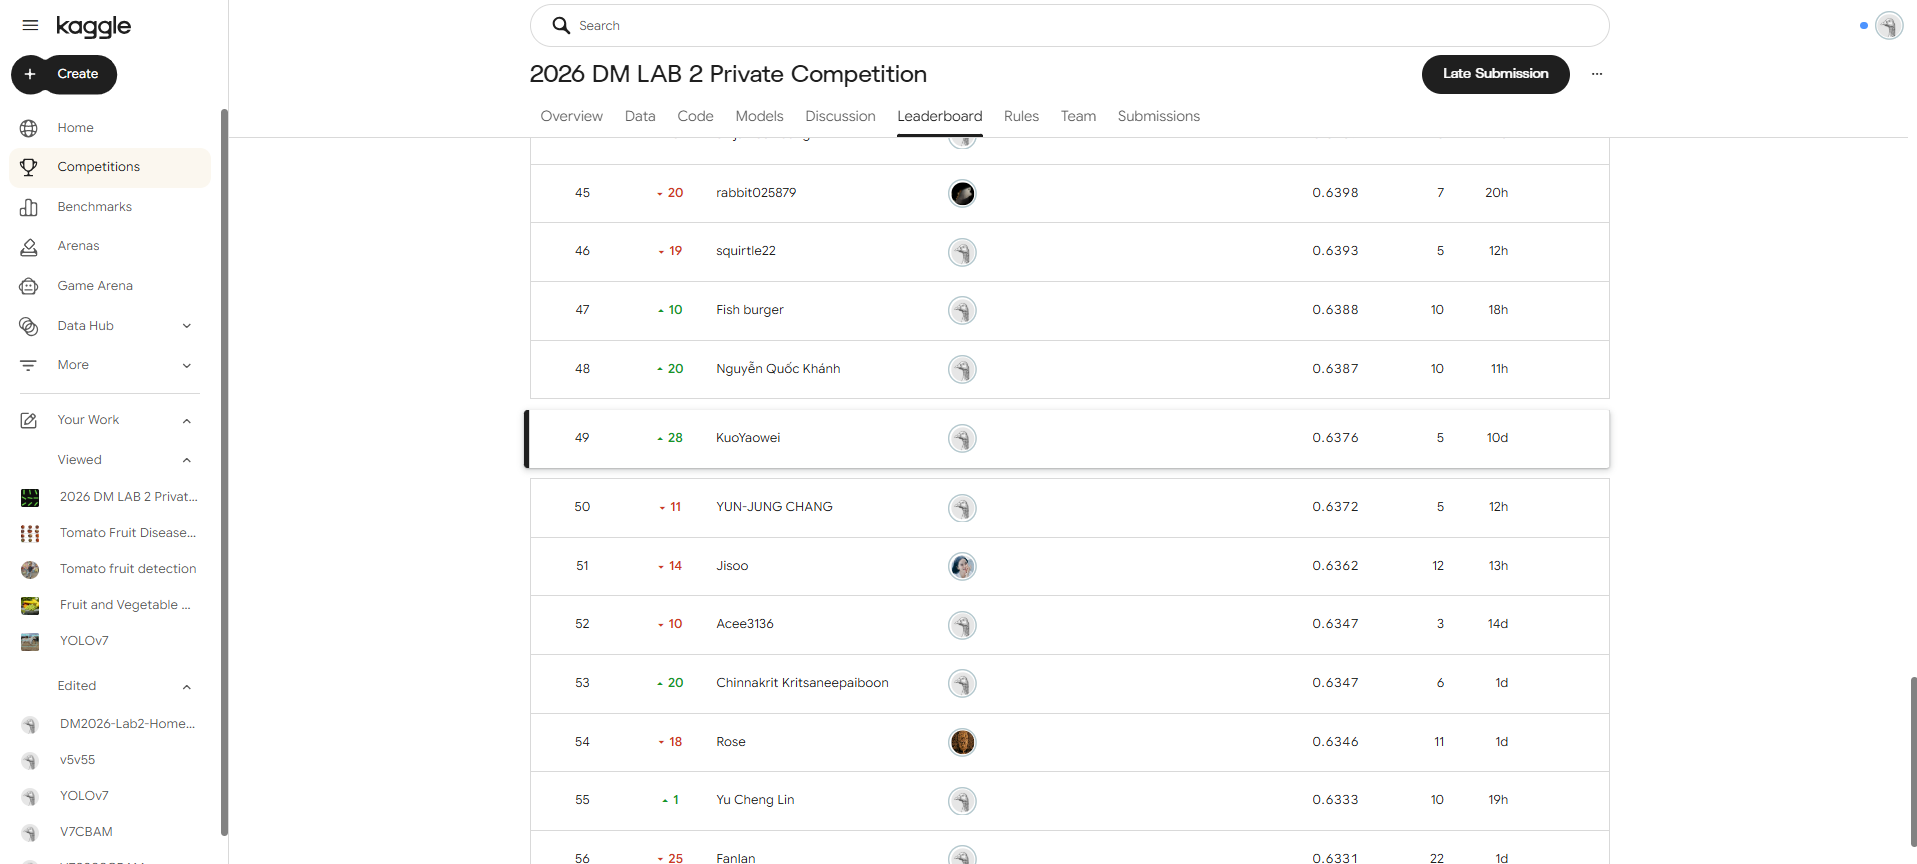 kaggle
Search
Create
2026 DM LAB 2 Private Competition
Late Submission
Overview Data Code Models Discussion Leaderboard Rules Team Submissions
Home
Competitions
Benchmarks
Arenas
Game Arena
Data Hub
More
Your Work
Viewed
2026 DM LAB 2 Privat...
Tomato Fruit Disease...
Tomato fruit detection
Fruit and Vegetable ...
YOLOv7
Edited
DM2026-Lab2-Home...
v5v55
YOLOv7
V7CBAM
45 20 rabbit025879 0.6398 7 20h
46 19 squirtle22 0.6393 5 12h
47 10 Fish burger 0.6388 10 18h
48 20 Nguyễn Quốc Khánh 0.6387 10 11h
49 28 KuoYaowei 0.6376 5 10d
50 11 YUN-JUNG CHANG 0.6372 5 12h
51 14 Jisoo 0.6362 12 13h
52 10 Acee3136 0.6347 3 14d
53 20 Chinnakrit Kritsaneepaiboon 0.6347 6 1d
54 18 Rose 0.6346 11 1d
55 1 Yu Cheng Lin 0.6333 10 19h
56 25 Fanlan 0.6331 22 1d